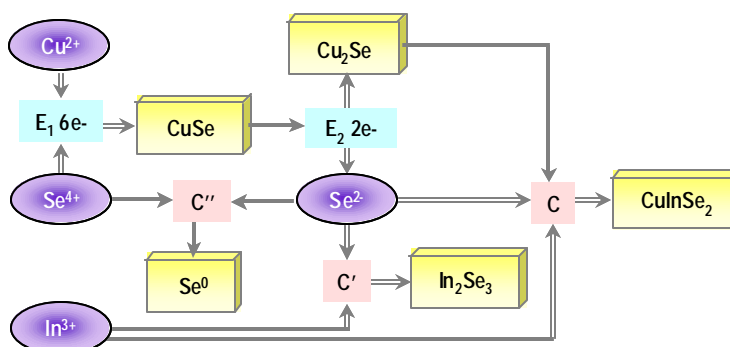 Cu²⁺
Cu₂Se
E₁ 6e-
CuSe
E₂ 2e-
Se⁴⁺
C′′
Se²⁻
C
CuInSe₂
Se⁰
C′
In₂Se₃
In³⁺